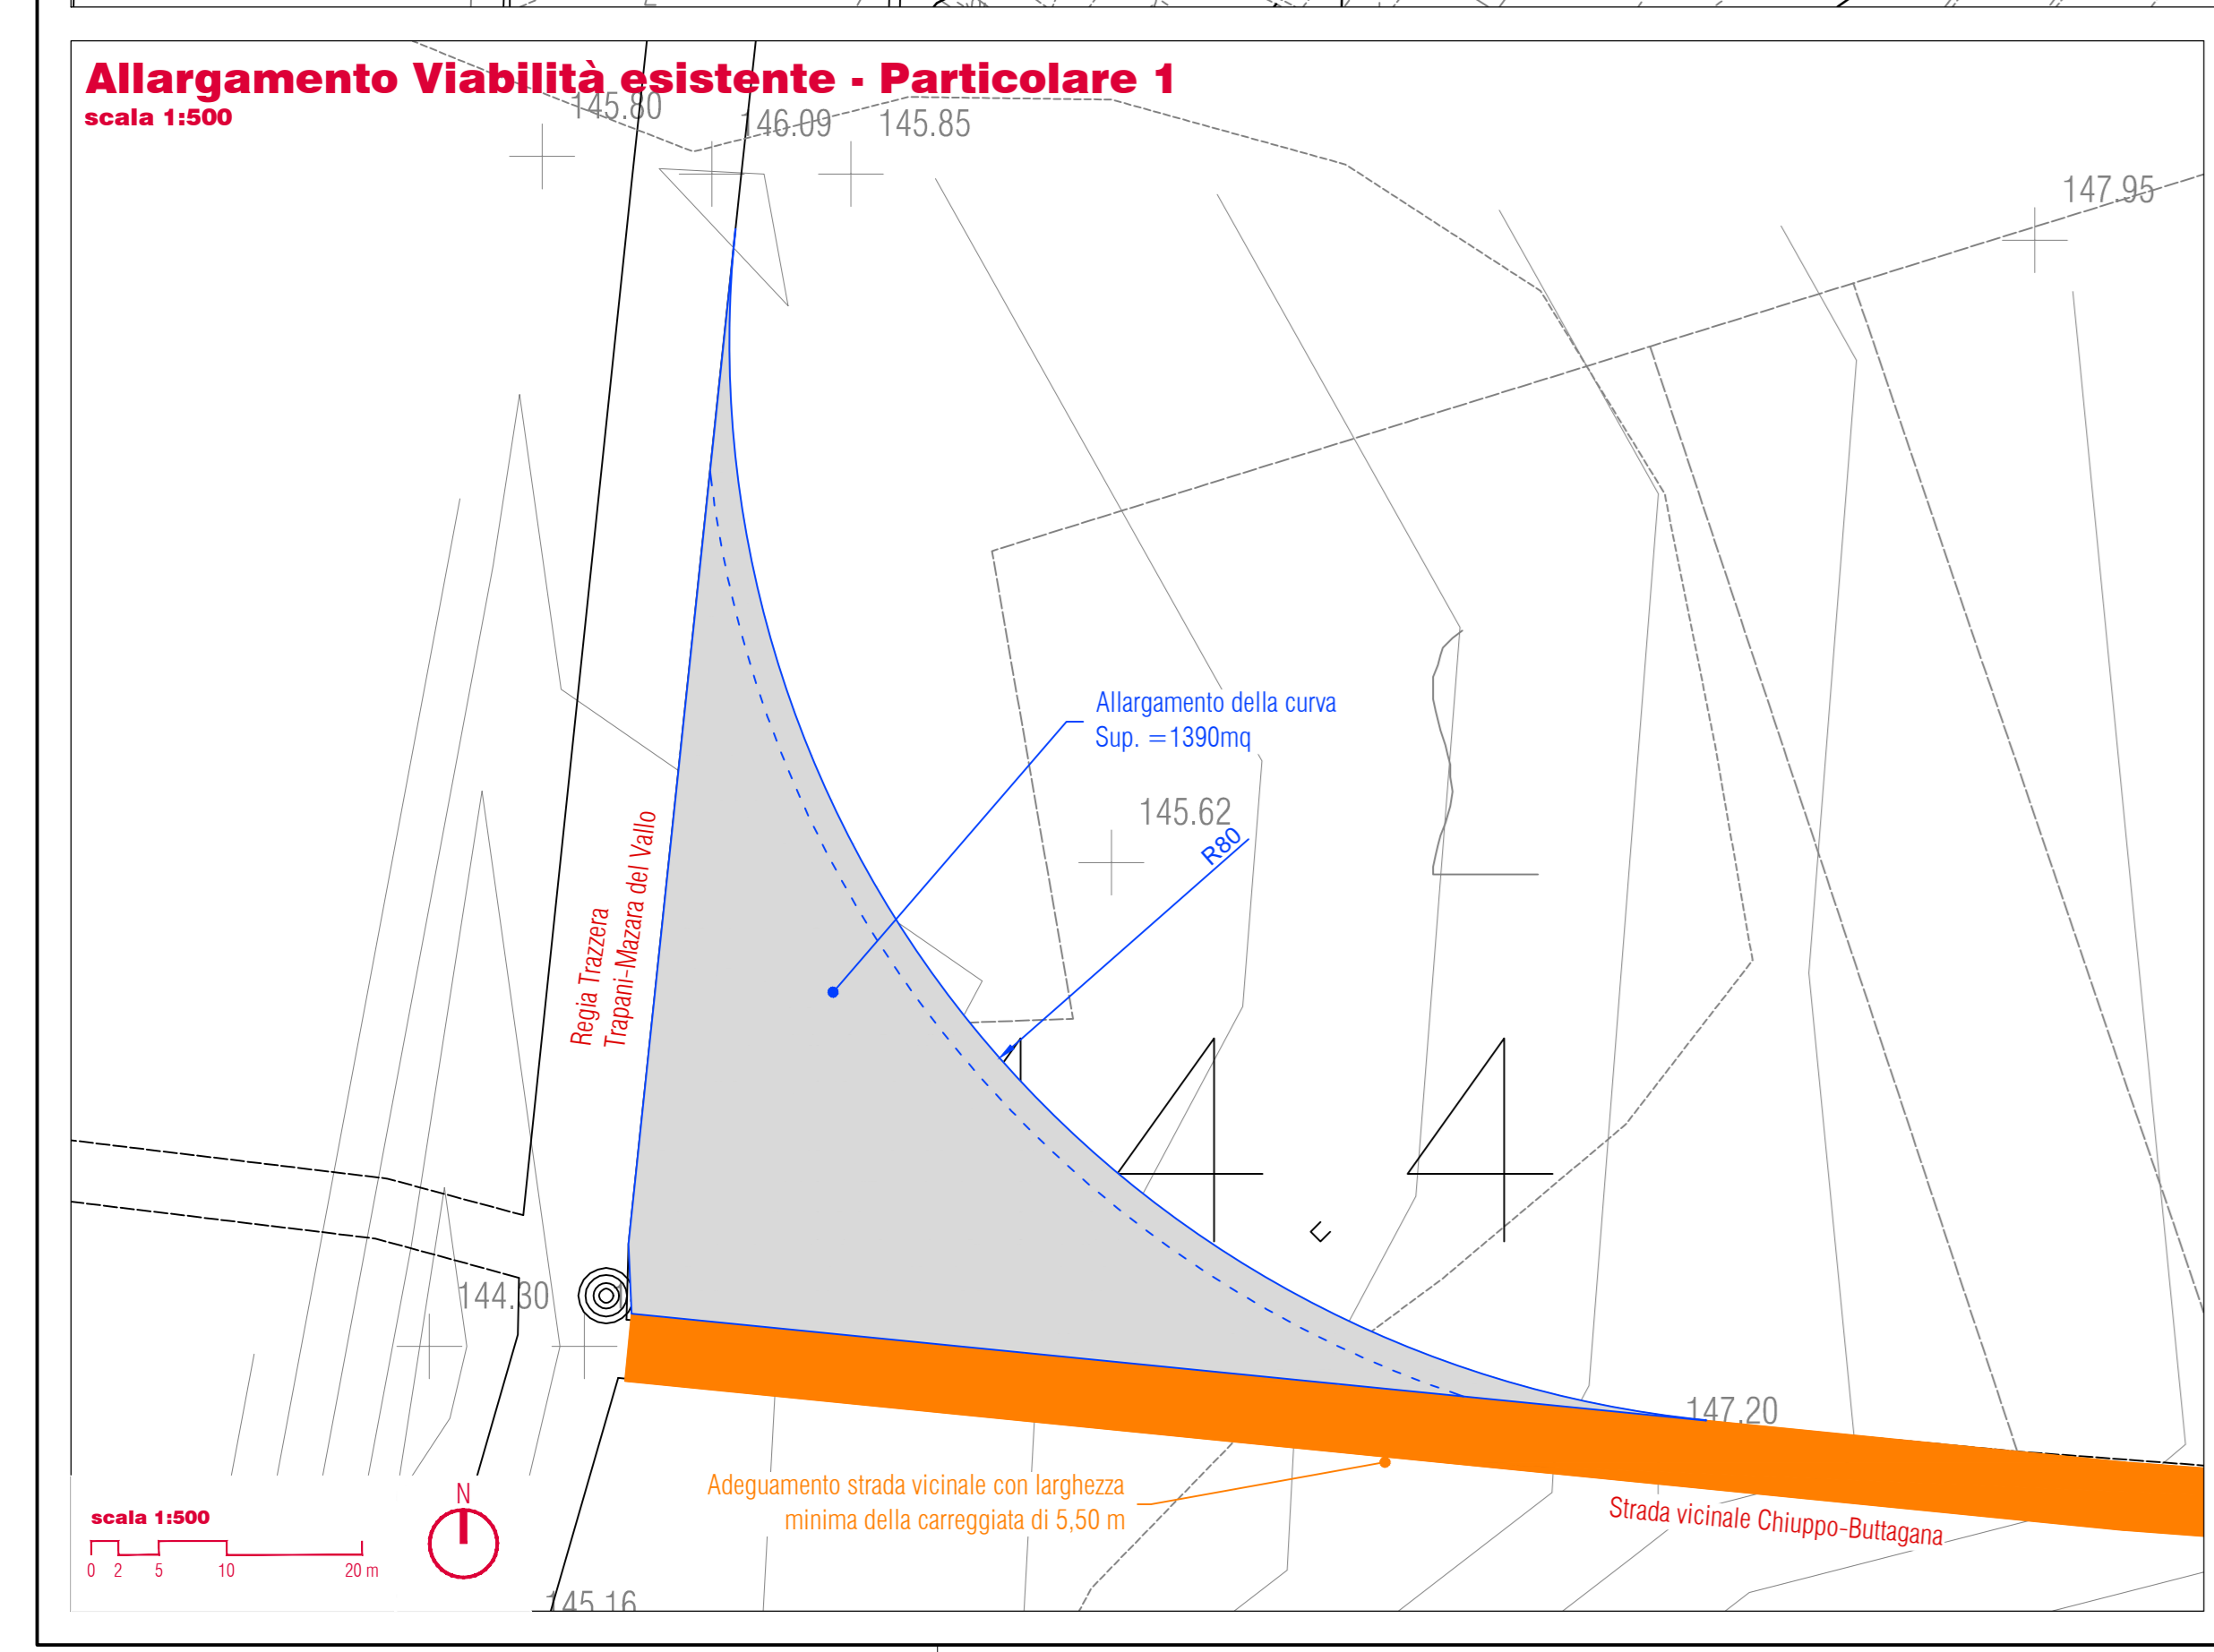 Allargamento Viabilità esistente - Particolare 1
scala 1:500
145.80
146.09
145.85
147.95
Allargamento della curva
Sup. =1390mq
145.62
R80
Regia Trazzera
Trapani-Mazara del Vallo
4 4
E
144.30
147.20
Adeguamento strada vicinale con larghezza
minima della carreggiata di 5,50 m
Strada vicinale Chiuppo-Buttagana
scala 1:500
N
0 2 5 10 20 m
145.16